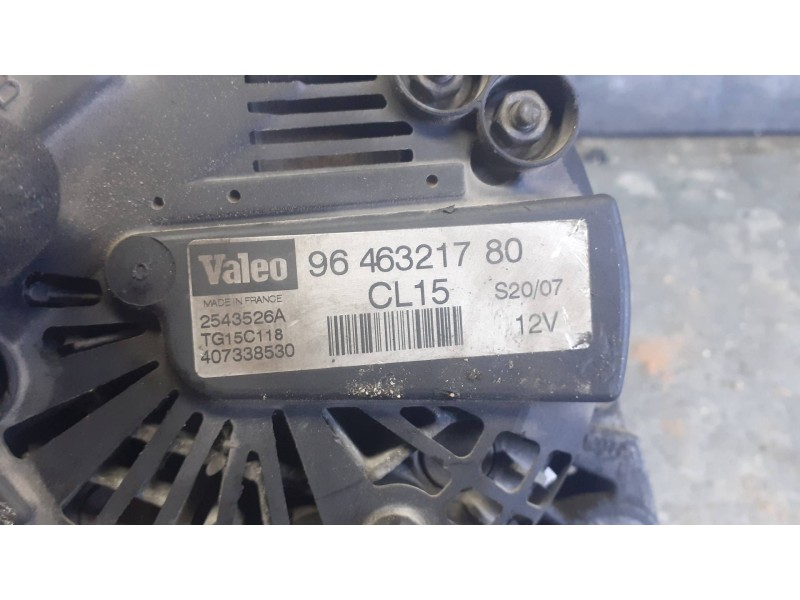 Valeo 96 463217 80
MADE IN FRANCE CL15 S20/07
2543526A
TG15C118 12V
407338530